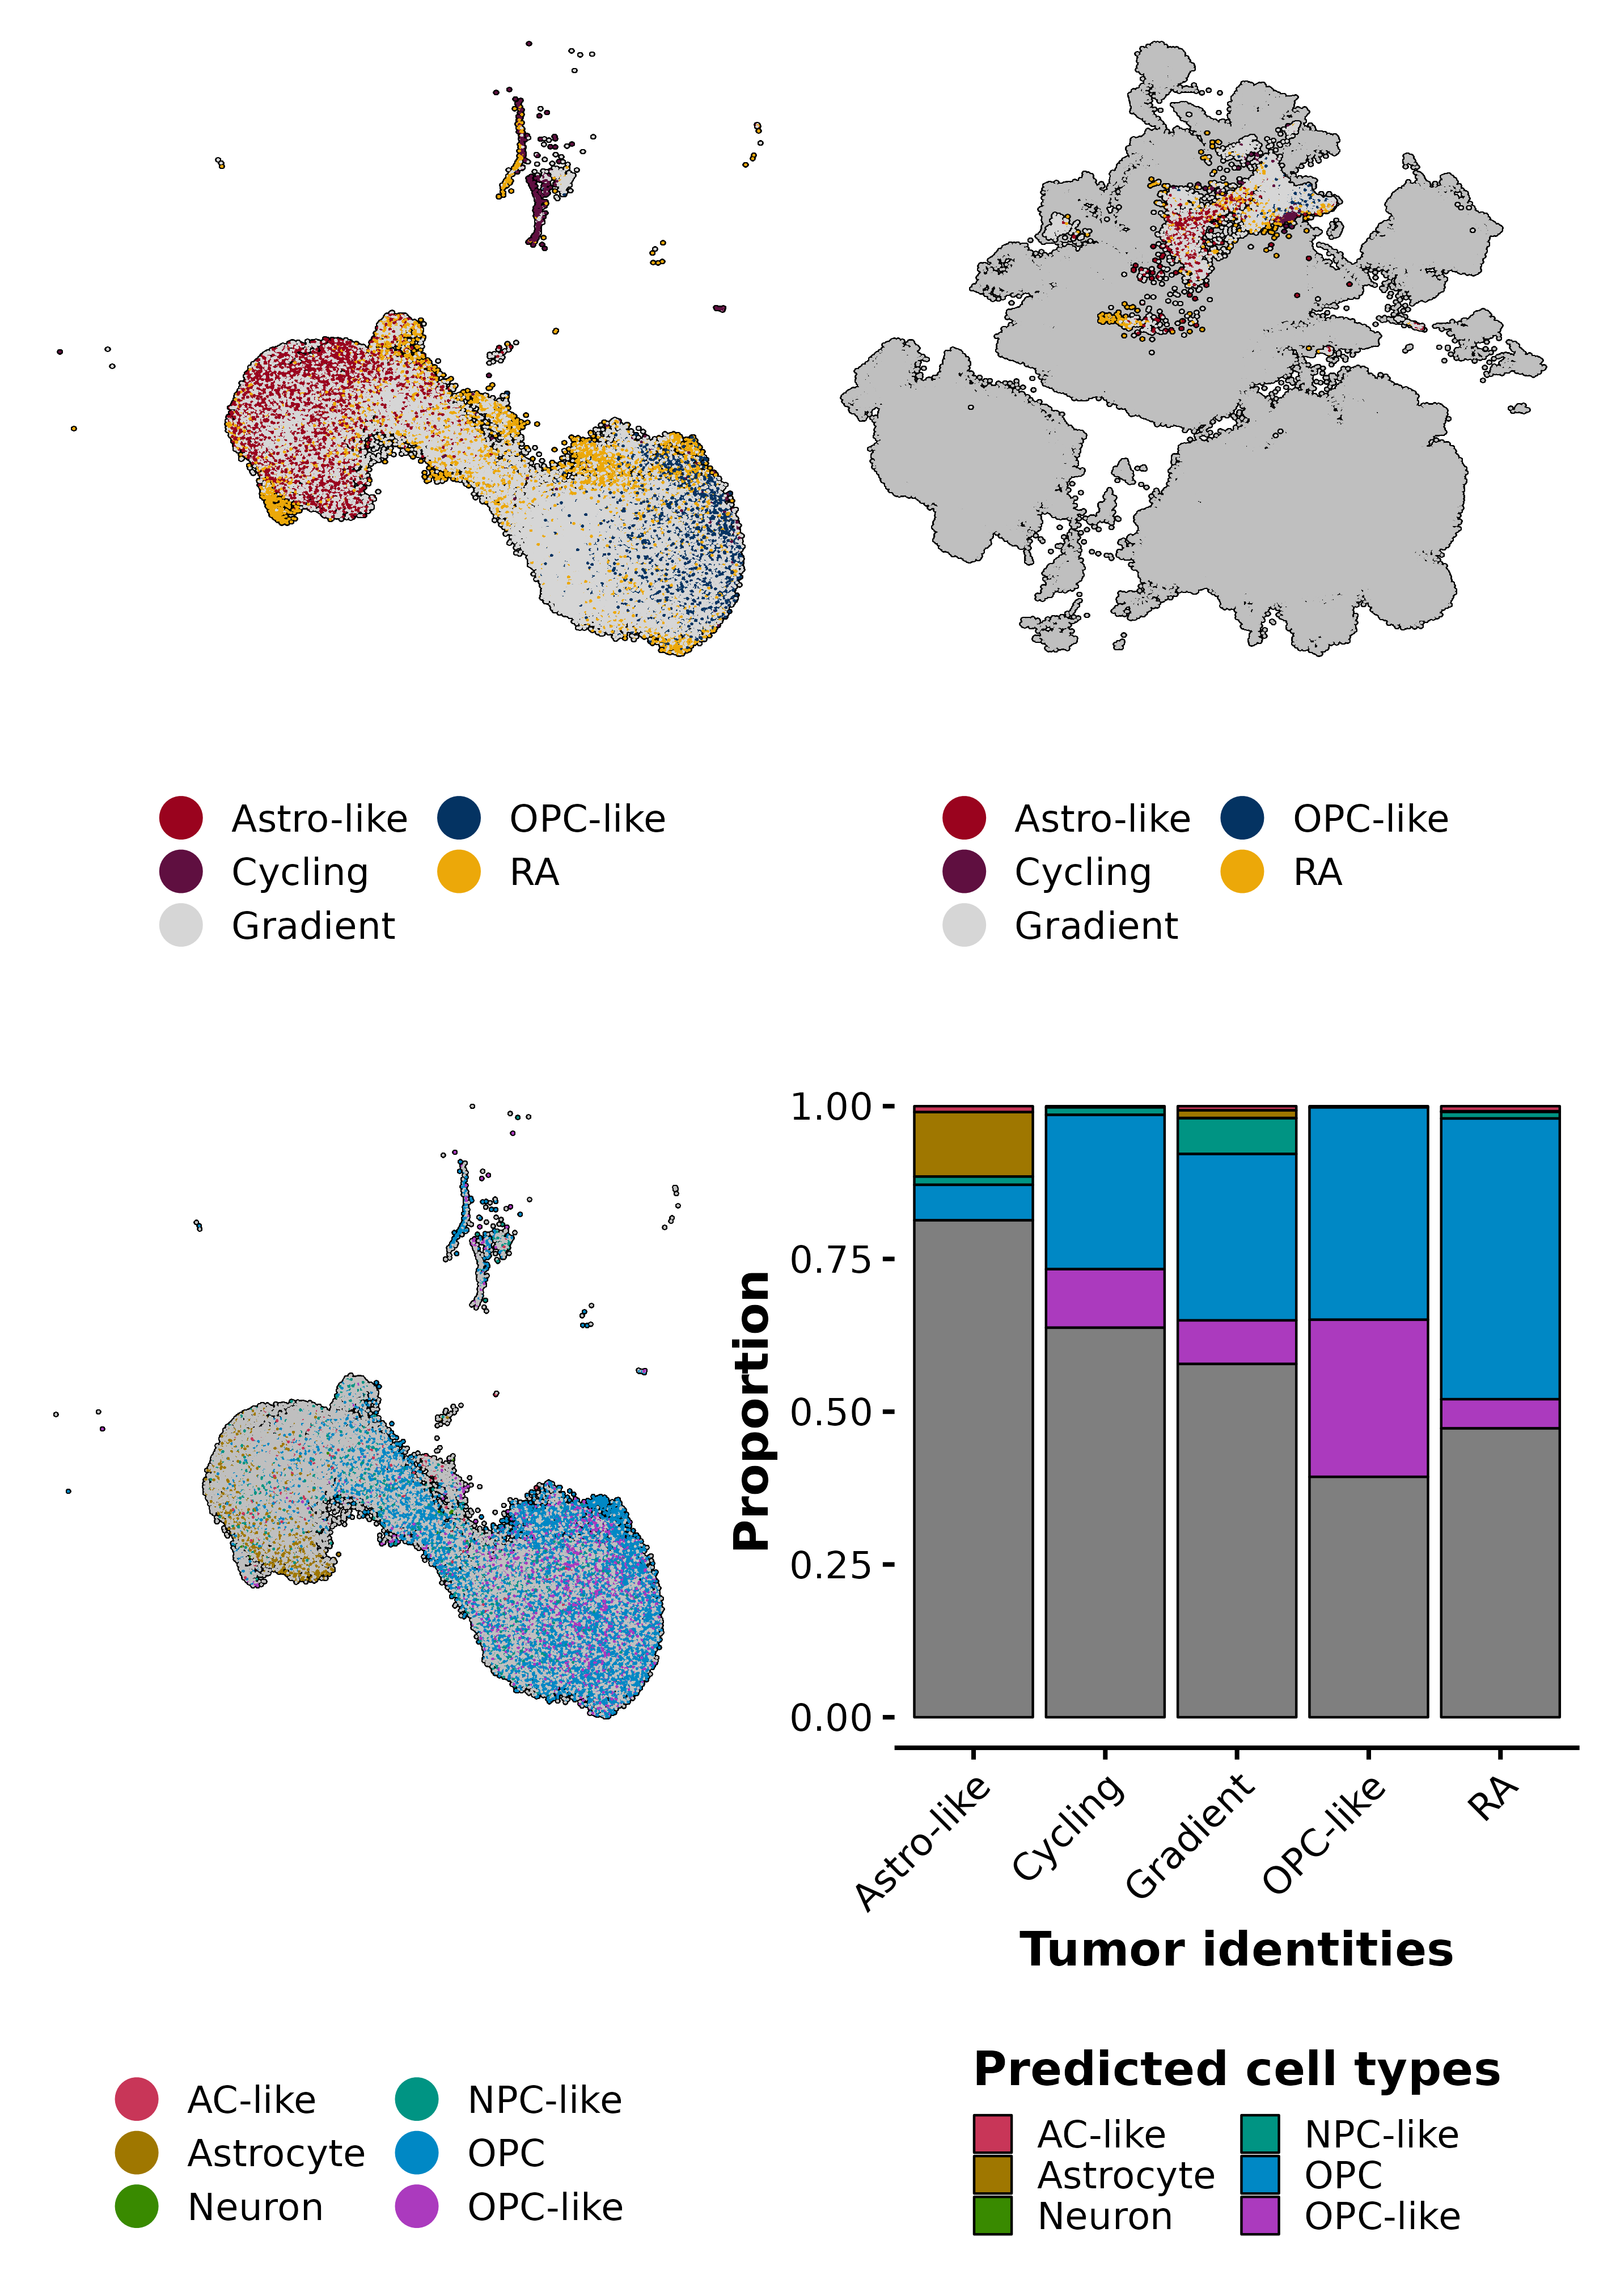 Astro-like OPC-like
Cycling RA
Gradient
Astro-like OPC-like
Cycling RA
Gradient
1.00
0.75
0.50
0.25
0.00
Proportion
Astro-like
Cycling
Gradient
OPC-like
RA
Tumor identities
AC-like NPC-like
Astrocyte OPC
Neuron OPC-like
Predicted cell types
AC-like NPC-like
Astrocyte OPC
Neuron OPC-like